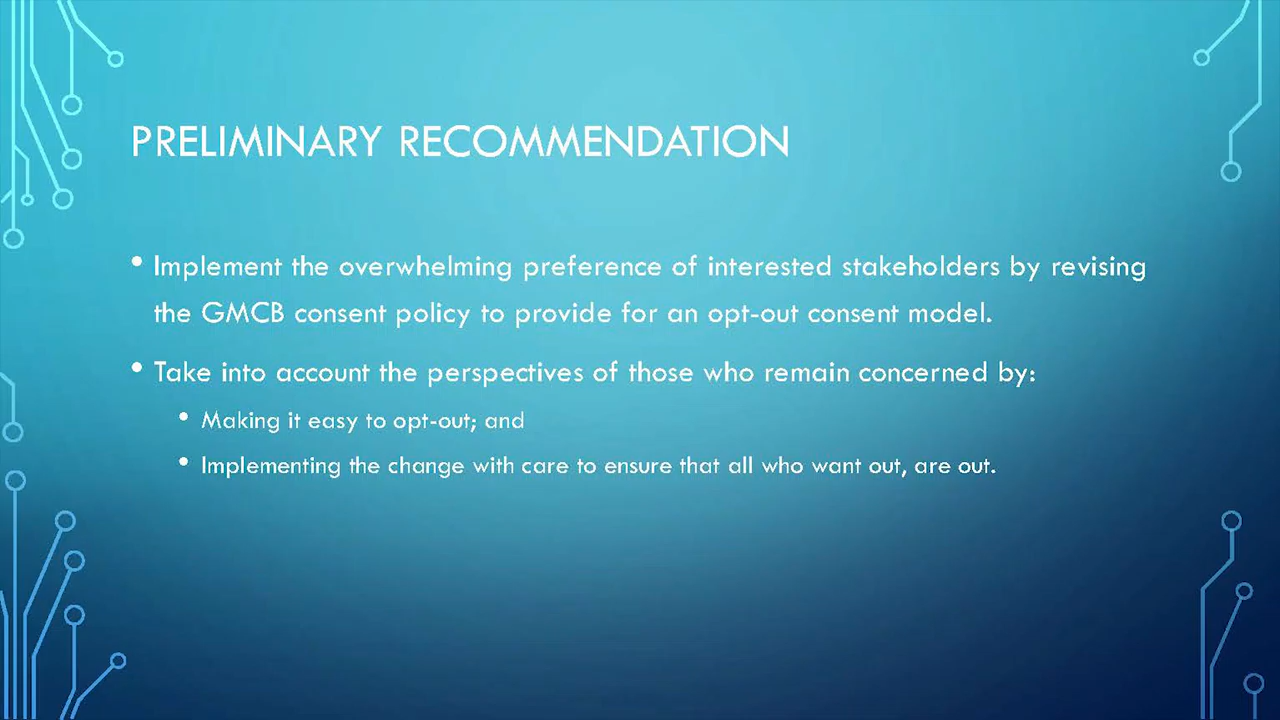 PRELIMINARY RECOMMENDATION
• Implement the overwhelming preference of interested stakeholders by revising
the GMCB consent policy to provide for an opt-out consent model.
• Take into account the perspectives of those who remain concerned by:
• Making it easy to opt-out; and
• Implementing the change with care to ensure that all who want out, are out.